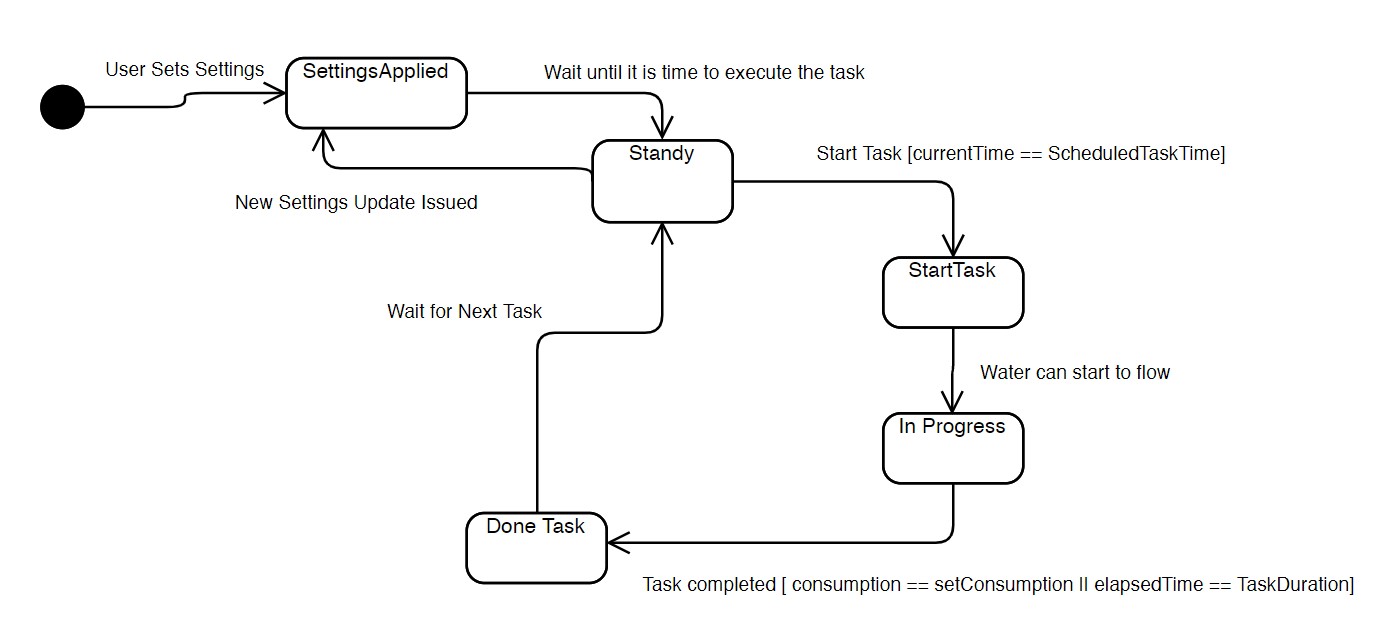 User Sets Settings
SettingsApplied
Wait until it is time to execute the task
Standy
Start Task [currentTime == ScheduledTaskTime]
New Settings Update Issued
StartTask
Wait for Next Task
Water can start to flow
In Progress
Done Task
Task completed [ consumption == setConsumption || elapsedTime == TaskDuration]